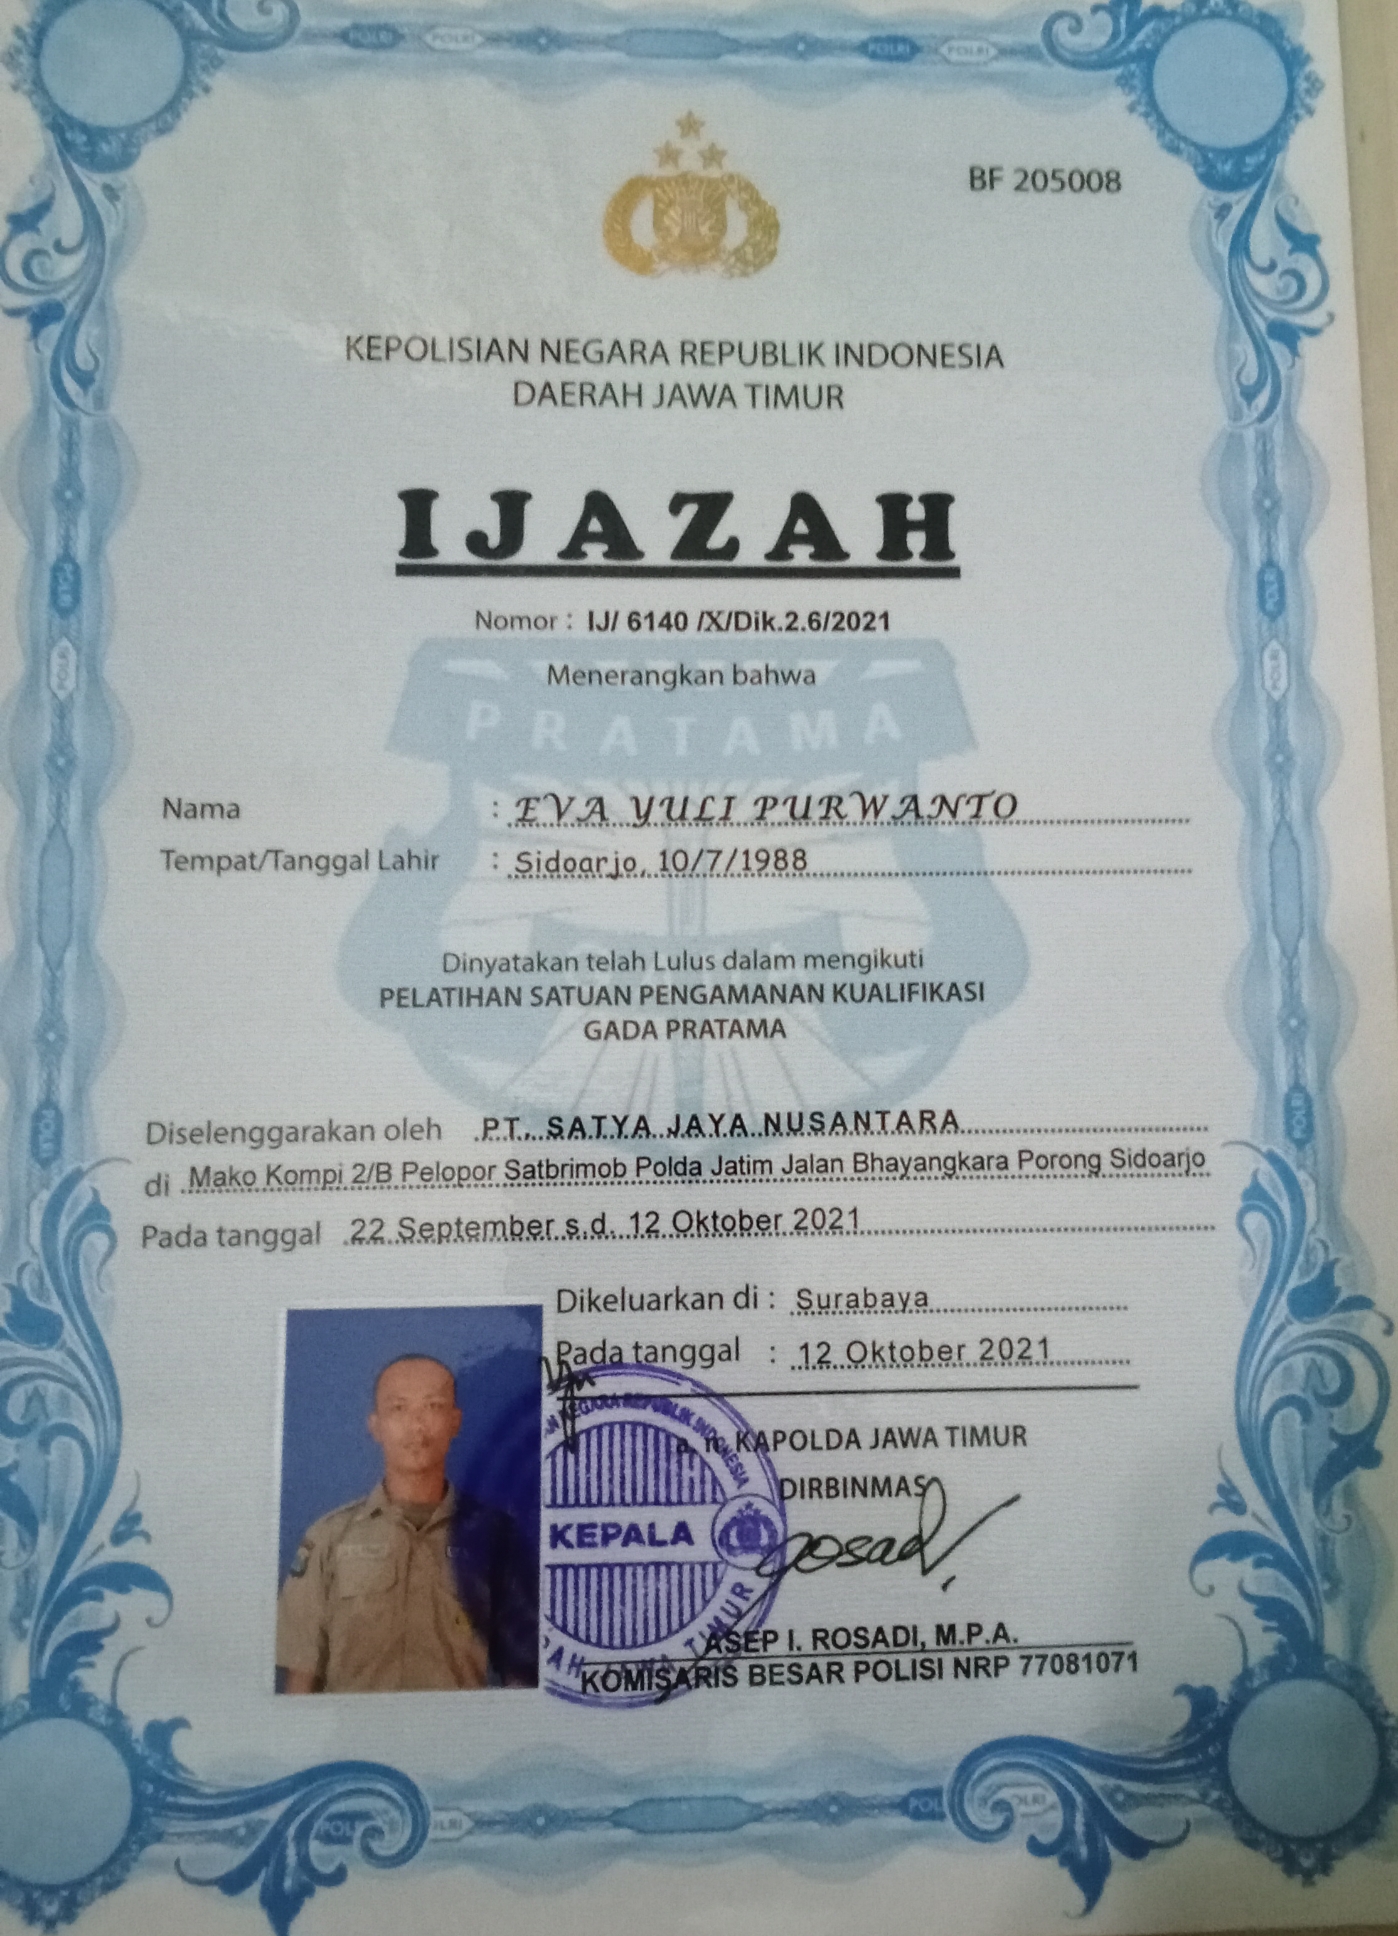 BF 205008
KEPOLISIAN NEGARA REPUBLIK INDONESIA
DAERAH JAWA TIMUR
IJAZAH
Nomor : IJ/ 6140 /X/Dik.2.6/2021
Menerangkan bahwa
PRATAMA
Nama : EVA YULI PURWANTO
Tempat/Tanggal Lahir : Sidoarjo, 10/7/1988
Dinyatakan telah Lulus dalam mengikuti
PELATIHAN SATUAN PENGAMANAN KUALIFIKASI
GADA PRATAMA
Diselenggarakan oleh PT. SATYA JAYA NUSANTARA
di Mako Kompi 2/B Pelopor Satbrimob Polda Jatim Jalan Bhayangkara Porong Sidoarjo
Pada tanggal 22 September s.d. 12 Oktober 2021
Dikeluarkan di : Surabaya
Pada tanggal : 12 Oktober 2021
a. n. KAPOLDA JAWA TIMUR
DIRBINMAS
NEGARA REPUBLIK INDONESIA
KEPALA
JAWA TIMUR
ASEP I. ROSADI, M.P.A.
KOMISARIS BESAR POLISI NRP 77081071